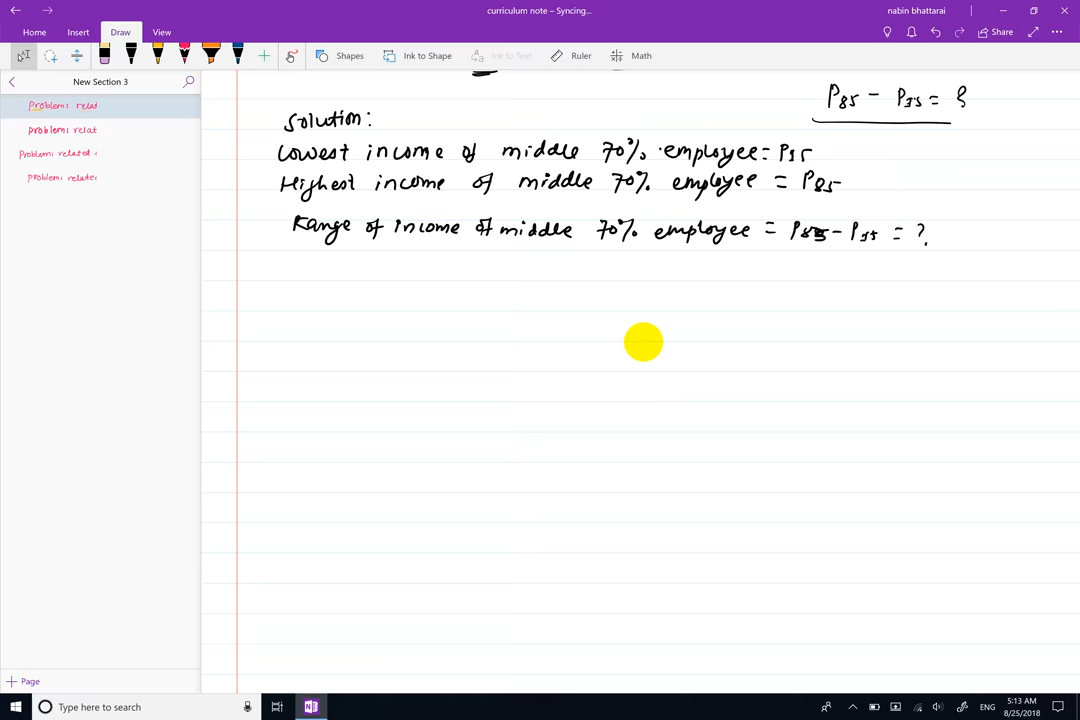 curriculum note – Syncing...
nabin bhattarai
Home
Insert
Draw
View
Share
Shapes
Ink to Shape
Ink to Text
Ruler
Math
New Section 3
Problem: relat
problem: relat
Problem: related
problem: relate
P85 - P35 = ?
Solution:
Lowest income of middle 70% employee = P15
Highest income of middle 70% employee = P85
Range of income of middle 70% employee = P85 - P15 = ?
+ Page
Type here to search
ENG
5:13 AM
8/25/2018